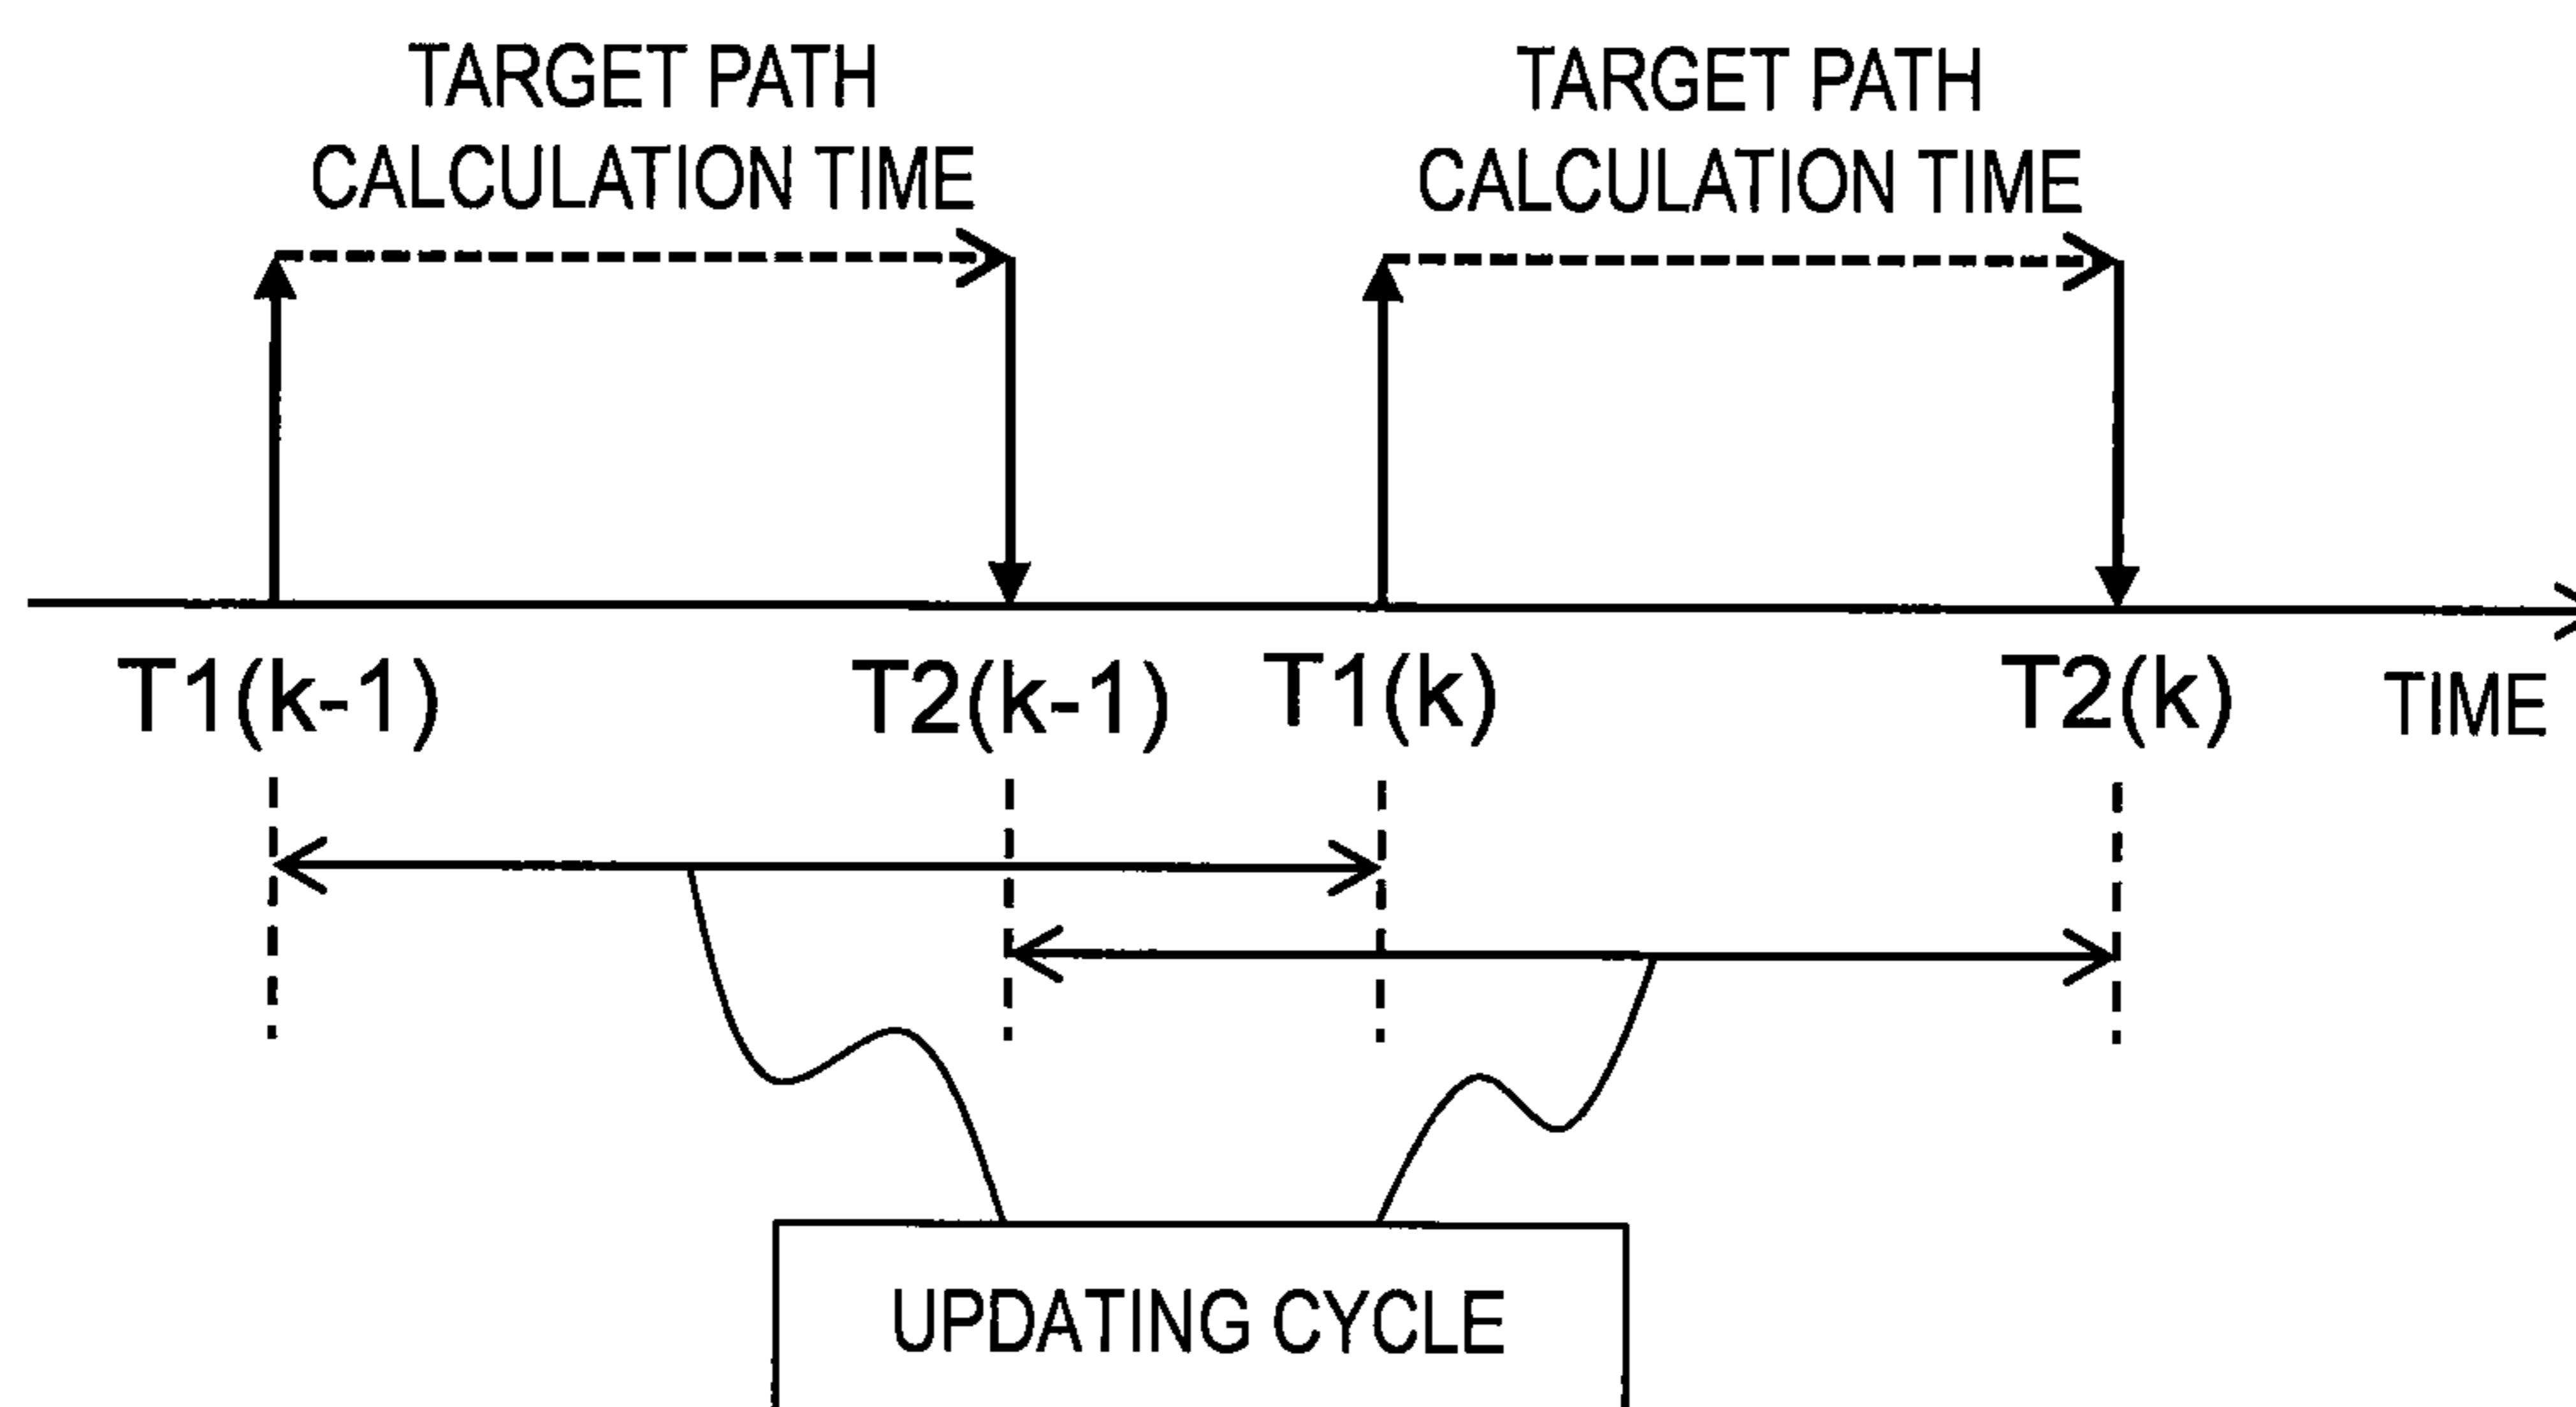 TARGET PATH
CALCULATION TIME
TARGET PATH
CALCULATION TIME
T1(k-1)
T2(k-1)
T1(k)
T2(k)
TIME
UPDATING CYCLE